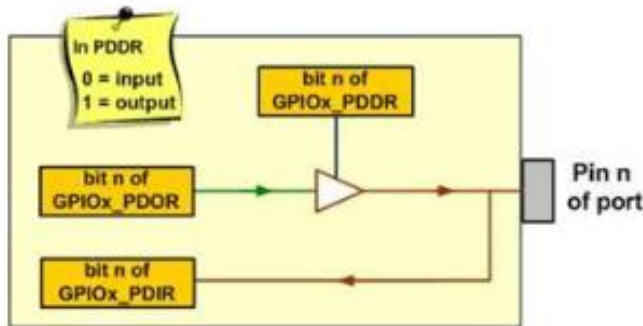 In PDDR
0 = input
1 = output
bit n of
GPIOx_PDDR
bit n of
GPIOx_PDOR
bit n of
GPIOx_PDIR
Pin n
of port